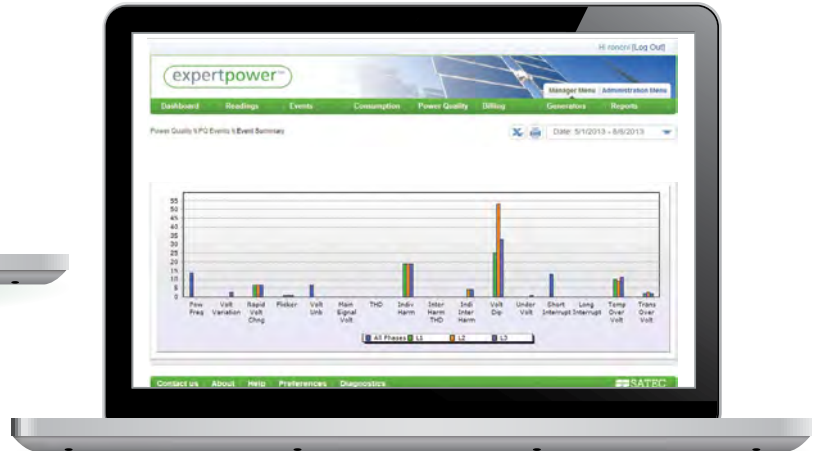 Hi [Log Out]
expertpower™
Manager Menu | Administration Menu
Dashboard Readings Events Consumption Power Quality Billing Generators Reports
Power Quality \\ PQ Events \\ Event Summary
Date: 5/1/2013 - 8/6/2013
55
50
45
40
35
30
25
20
15
10
5
0
Pow Freq
Volt Variation
Rapid Volt Chng
Flicker
Volt Unb
Main Signal Volt
THD
Indiv Harm
Inter Harm THD
Indi Inter Harm
Volt Dip
Under Volt
Short Interrupt
Long Interrupt
Temp Over Volt
Trans Over Volt
All Phases L1 L2 L3
Contact us About Help Preferences Diagnostics SATEC